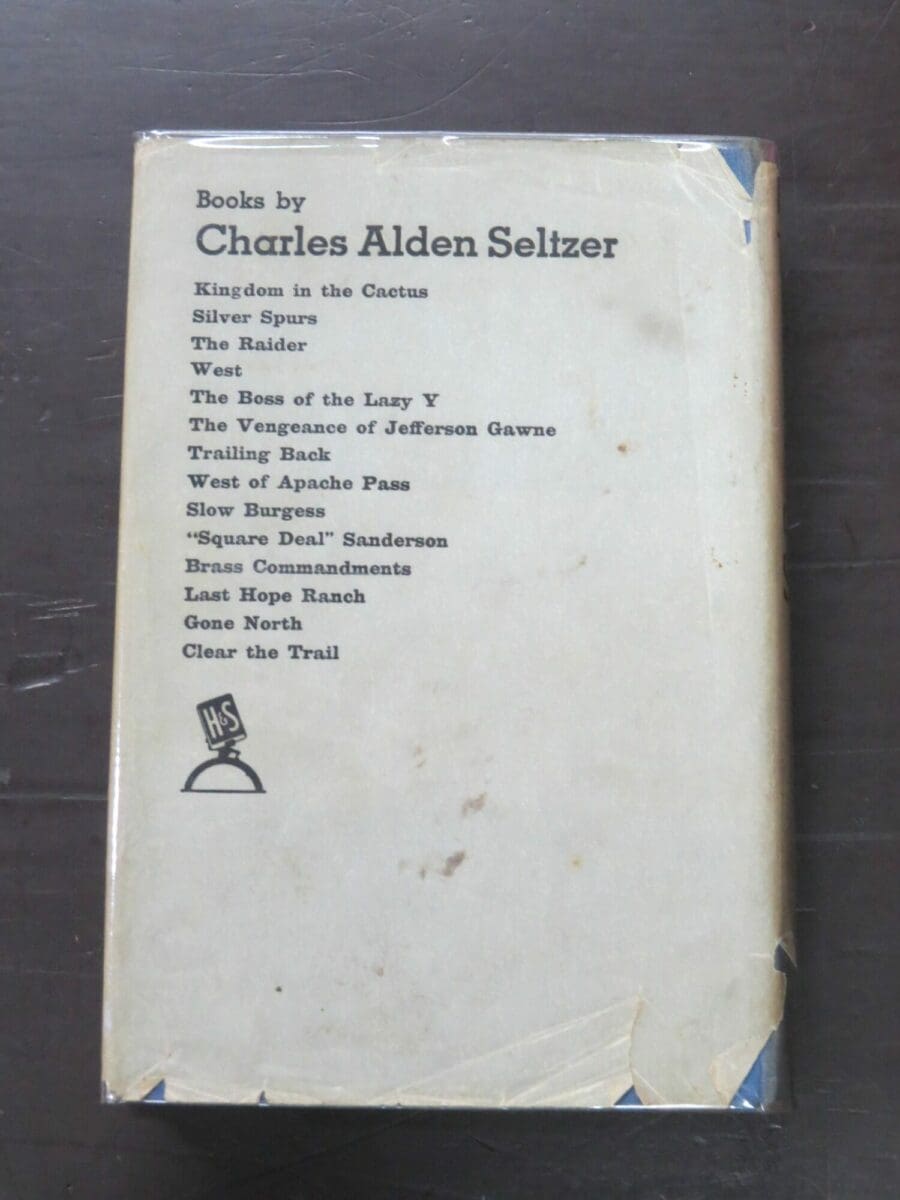 Books by
Charles Alden Seltzer
Kingdom in the Cactus
Silver Spurs
The Raider
West
The Boss of the Lazy Y
The Vengeance of Jefferson Gawne
Trailing Back
West of Apache Pass
Slow Burgess
“Square Deal” Sanderson
Brass Commandments
Last Hope Ranch
Gone North
Clear the Trail
H&S